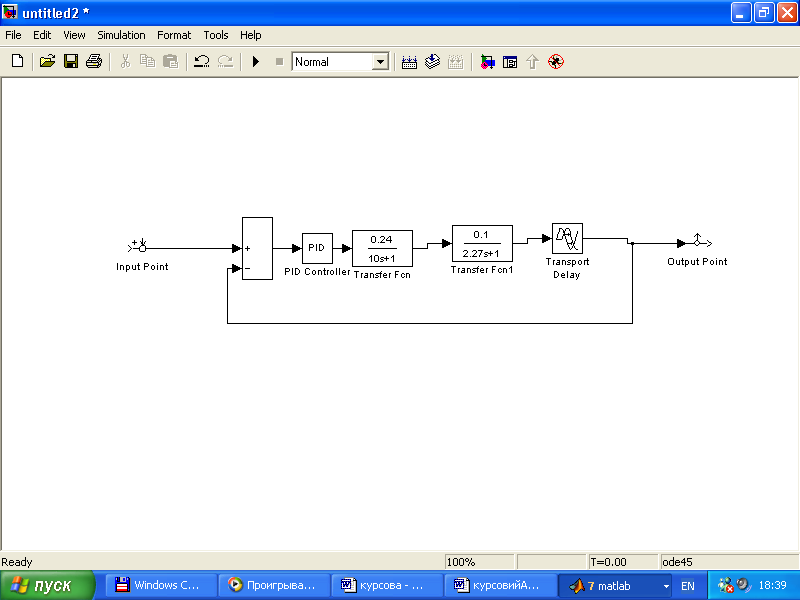 untitled2 *
File Edit View Simulation Format Tools Help
Normal
+
−
PID
0.24
10s+1
0.1
2.27s+1
Input Point
PID Controller
Transfer Fcn
Transfer Fcn1
Transport
Delay
Output Point
Ready
100%
T=0.00
ode45
пуск
Windows C...
Проигрыва...
курсова - ...
курсовийА...
7 matlab
EN
18:39